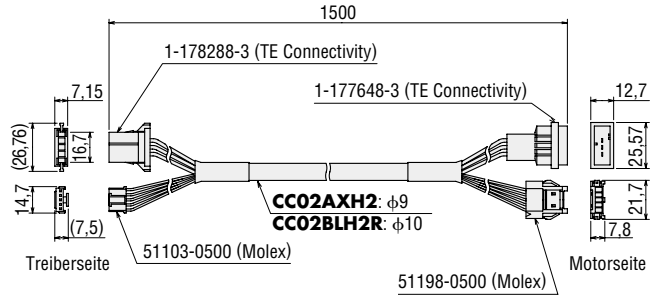 1500
1-178288-3 (TE Connectivity)
7,15
1-177648-3 (TE Connectivity)
12,7
(26,76)
16,7
25,57
14,7
(7,5)
CC02AXH2: ϕ9
CC02BLH2R: ϕ10
21,7
7,8
51103-0500 (Molex)
51198-0500 (Molex)
Treiberseite
Motorseite